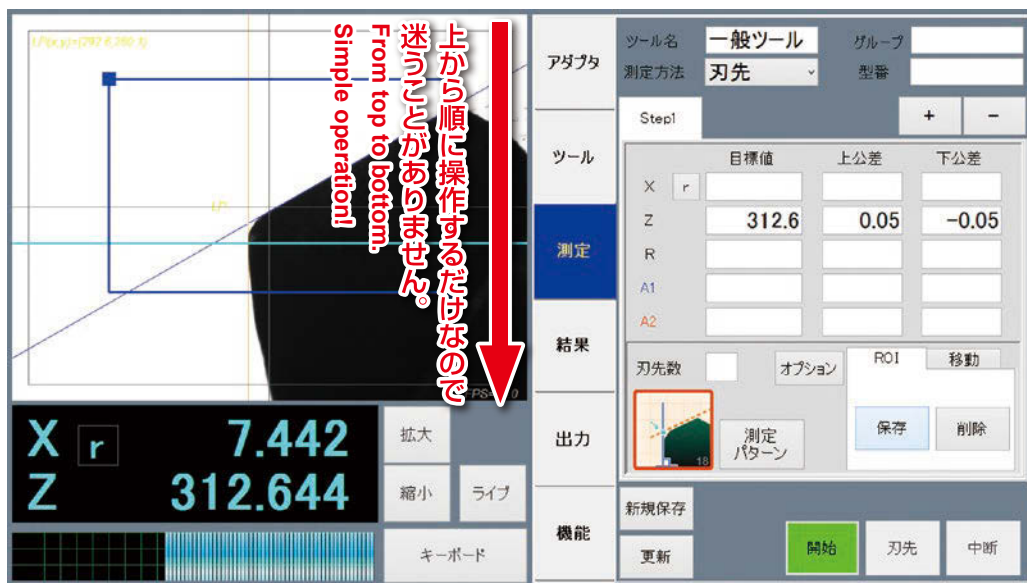 LP(x,y)=(292.6,260.1)
上から順に操作するだけなので
迷うことがありません。
From top to bottom.
Simple operation!
LP
X r 7.442
Z 312.644
拡大
縮小
ライブ
キーボード
アダプタ
ツール
測定
結果
出力
機能
ツール名 一般ツール グループ
測定方法 刃先 型番
Step1 + -
目標値 上公差 下公差
X r
Z 312.6 0.05 -0.05
R
A1
A2
刃先数
オプション
ROI 移動
18
測定
パターン
保存 削除
新規保存
更新
開始 刃先 中断